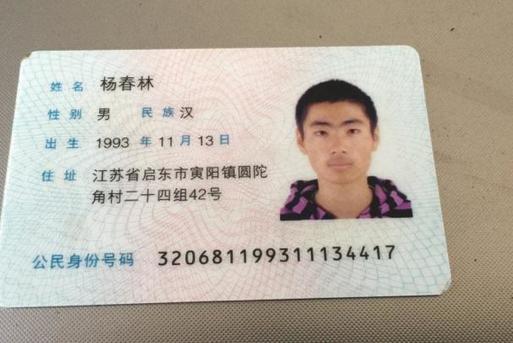 姓名 杨春林
性别 男 民族 汉
出生 1993 年 11 月 13 日
住址 江苏省启东市寅阳镇圆陀
角村二十四组42号
公民身份号码 320681199311134417